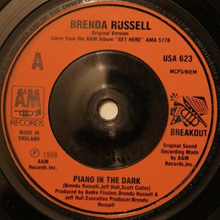 BRENDA RUSSELL
Original Version
taken from the A&M Album "GET HERE" AMA 5178
A
USA 623
MCPS/BIEM
A&M
RECORDS
MADE IN
ENGLAND
BREAKOUT
Original Sound
Recording Made
by A&M
Records Inc.
℗ 1988
A&M
Records Inc.
PIANO IN THE DARK
(Brenda Russell, Jeff Hull, Scott Cutler)
Produced by Andre Fischer, Brenda Russell &
Jeff Hull. Executive Producer: Brenda
Russell